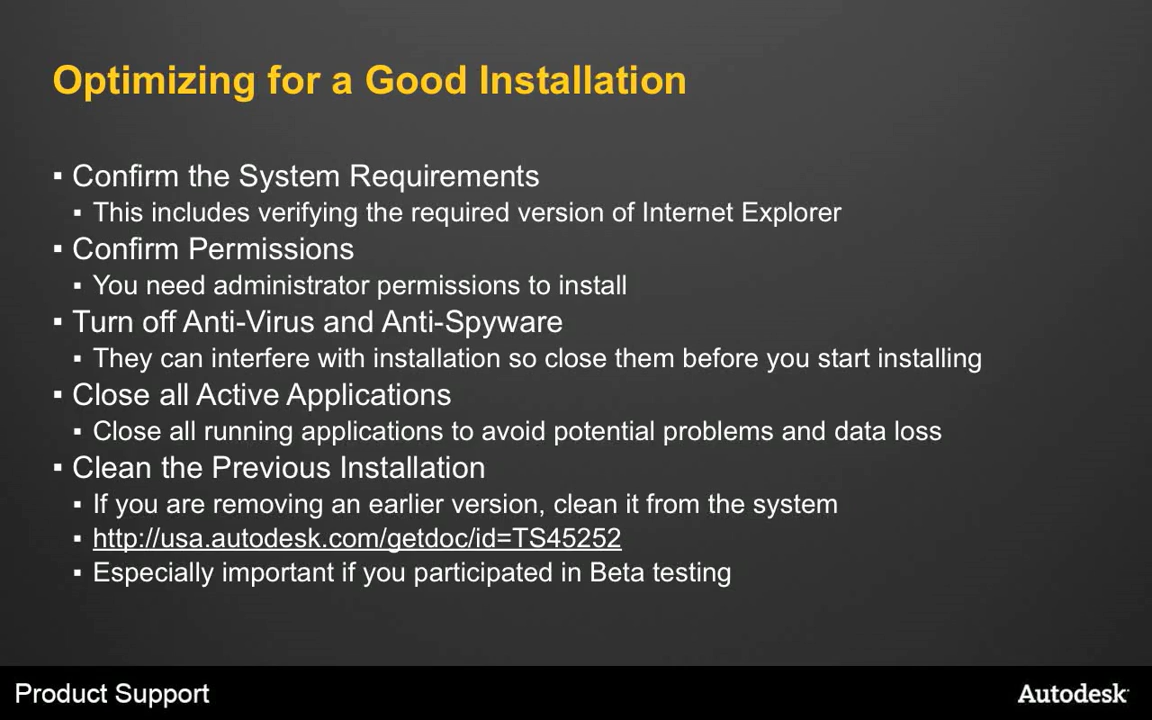 Optimizing for a Good Installation
▪ Confirm the System Requirements
▪ This includes verifying the required version of Internet Explorer
▪ Confirm Permissions
▪ You need administrator permissions to install
▪ Turn off Anti-Virus and Anti-Spyware
▪ They can interfere with installation so close them before you start installing
▪ Close all Active Applications
▪ Close all running applications to avoid potential problems and data loss
▪ Clean the Previous Installation
▪ If you are removing an earlier version, clean it from the system
▪ http://usa.autodesk.com/getdoc/id=TS45252
▪ Especially important if you participated in Beta testing
Product Support
Autodesk